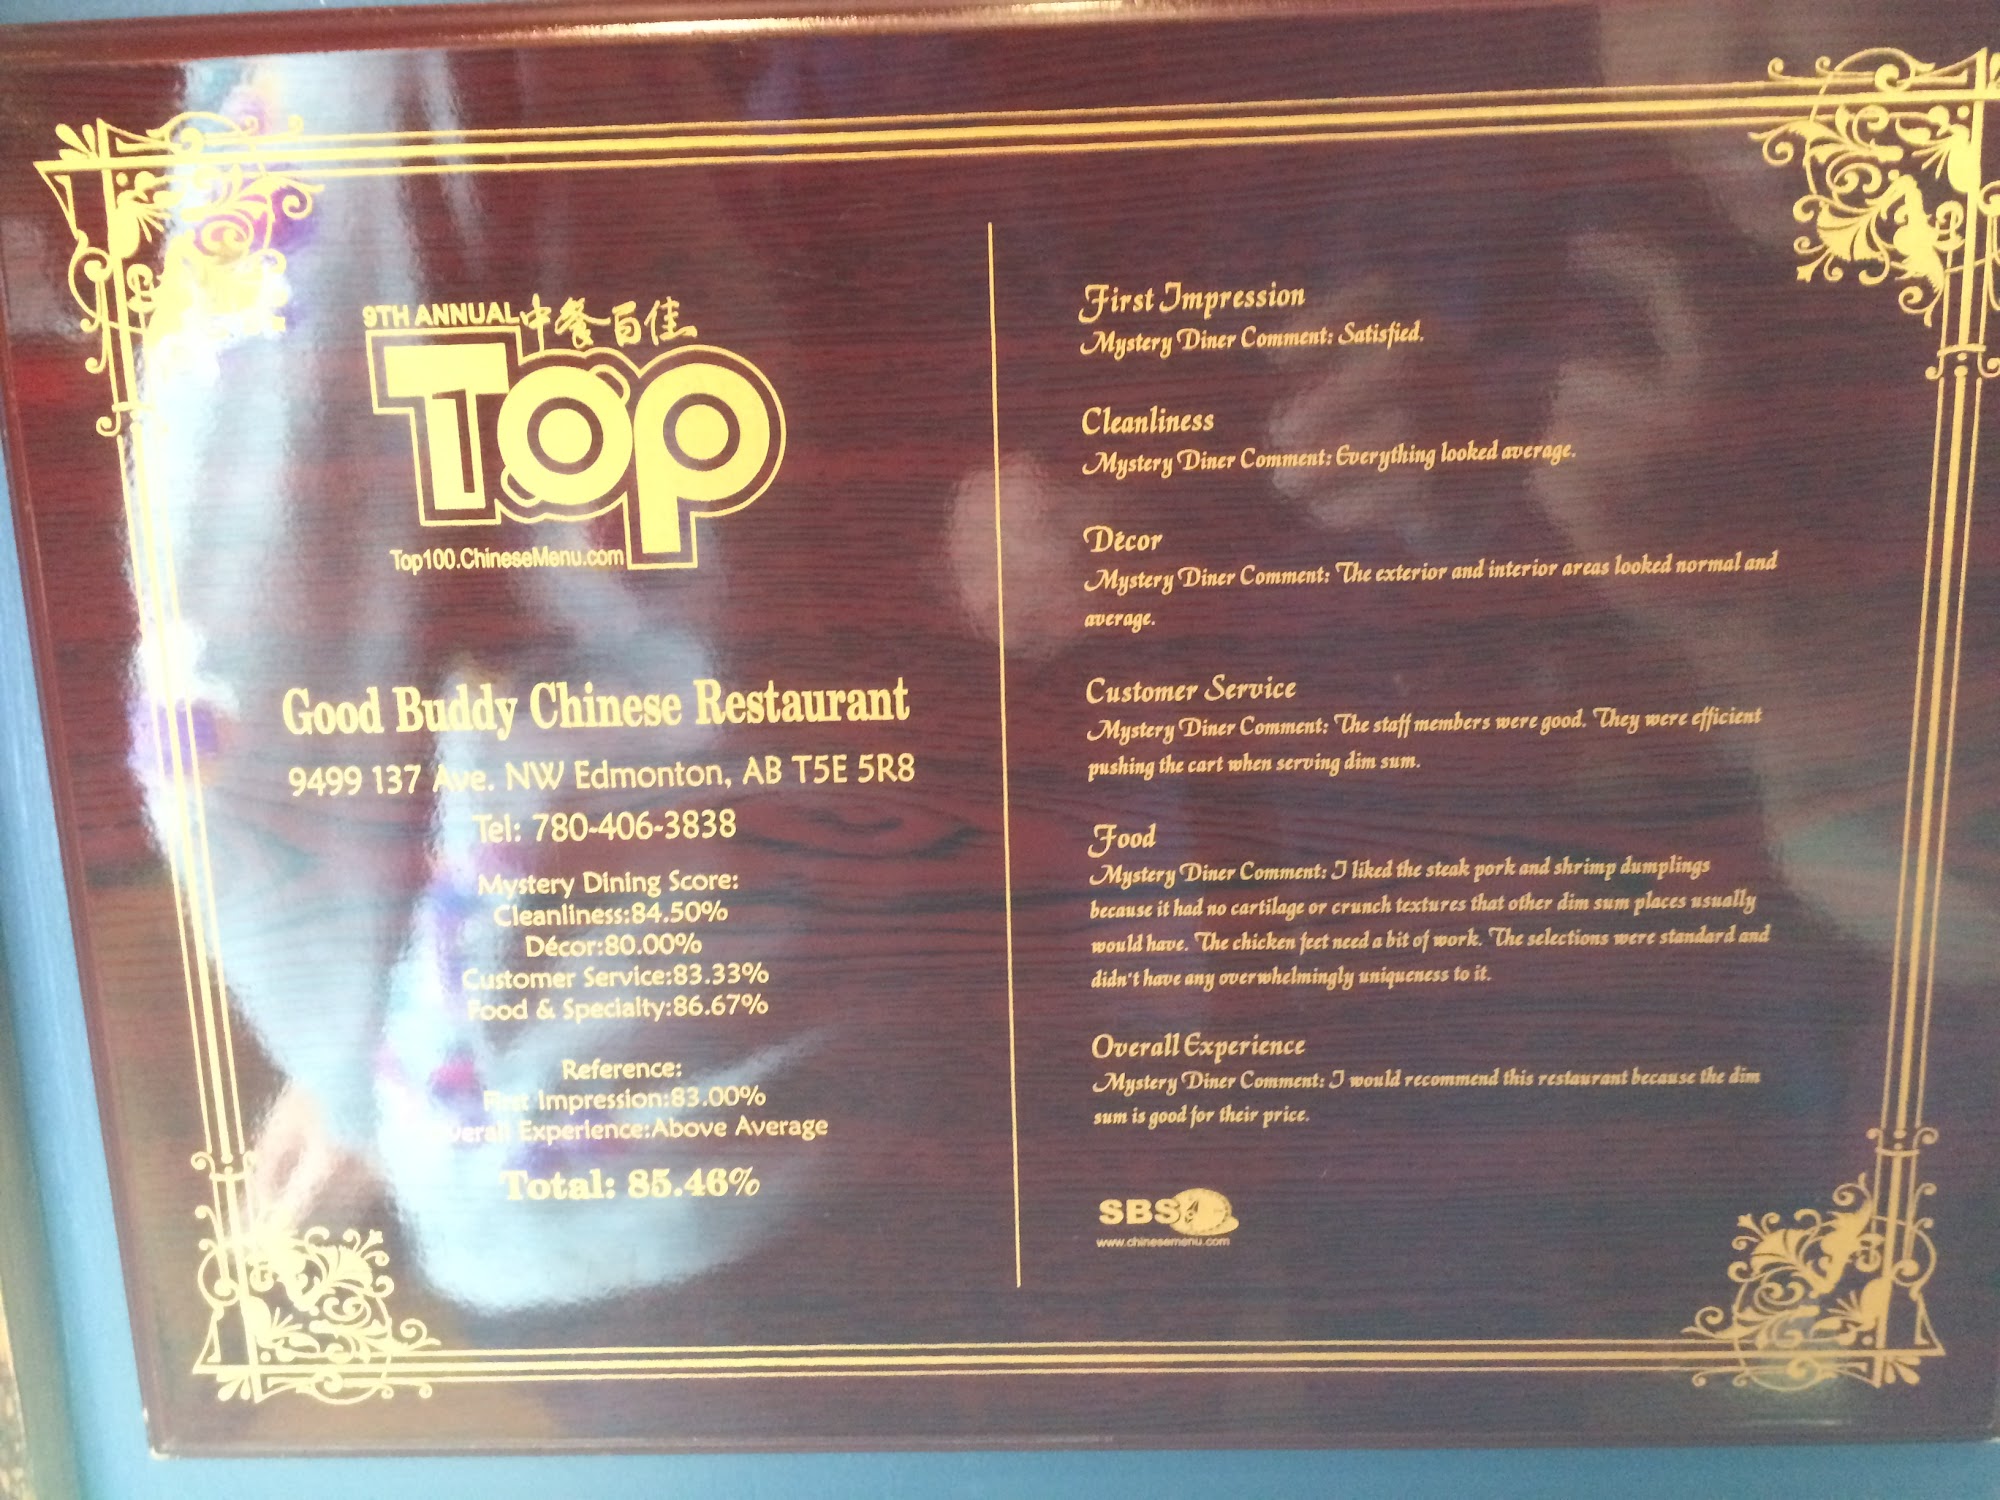 9TH ANNUAL 中餐百佳
Top
Top100.ChineseMenu.com
Good Buddy Chinese Restaurant
9499 137 Ave. NW Edmonton, AB T5E 5R8
Tel: 780-406-3838
Mystery Dining Score:
Cleanliness:84.50%
Décor:80.00%
Customer Service:83.33%
Food & Specialty:86.67%
Reference:
First Impression:83.00%
Overall Experience:Above Average
Total: 85.46%
First Impression
Mystery Diner Comment: Satisfied.
Cleanliness
Mystery Diner Comment: Everything looked average.
Décor
Mystery Diner Comment: The exterior and interior areas looked normal and
average.
Customer Service
Mystery Diner Comment: The staff members were good. They were efficient
pushing the cart when serving dim sum.
Food
Mystery Diner Comment: I liked the steak pork and shrimp dumplings
because it had no cartilage or crunch textures that other dim sum places usually
would have. The chicken feet need a bit of work. The selections were standard and
didn't have any overwhelmingly uniqueness to it.
Overall Experience
Mystery Diner Comment: I would recommend this restaurant because the dim
sum is good for their price.
SBS
www.chinesemenu.com